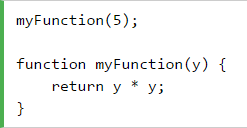 myFunction(5);

function myFunction(y) {
    return y * y;
}